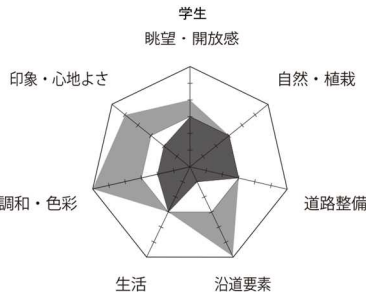 学生
眺望・開放感
印象・心地よさ
自然・植栽
調和・色彩
道路整備
生活
沿道要素